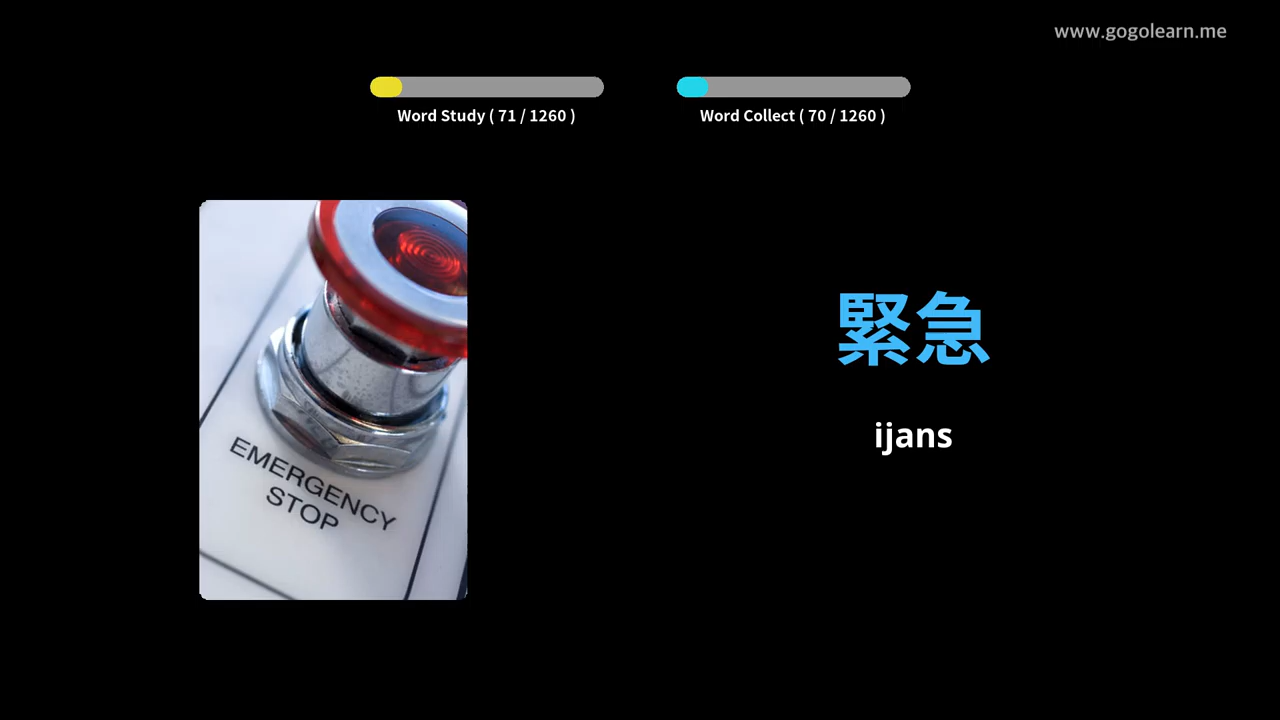 www.gogolearn.me
Word Study ( 71 / 1260 )
Word Collect ( 70 / 1260 )
EMERGENCY
STOP
緊急
ijans